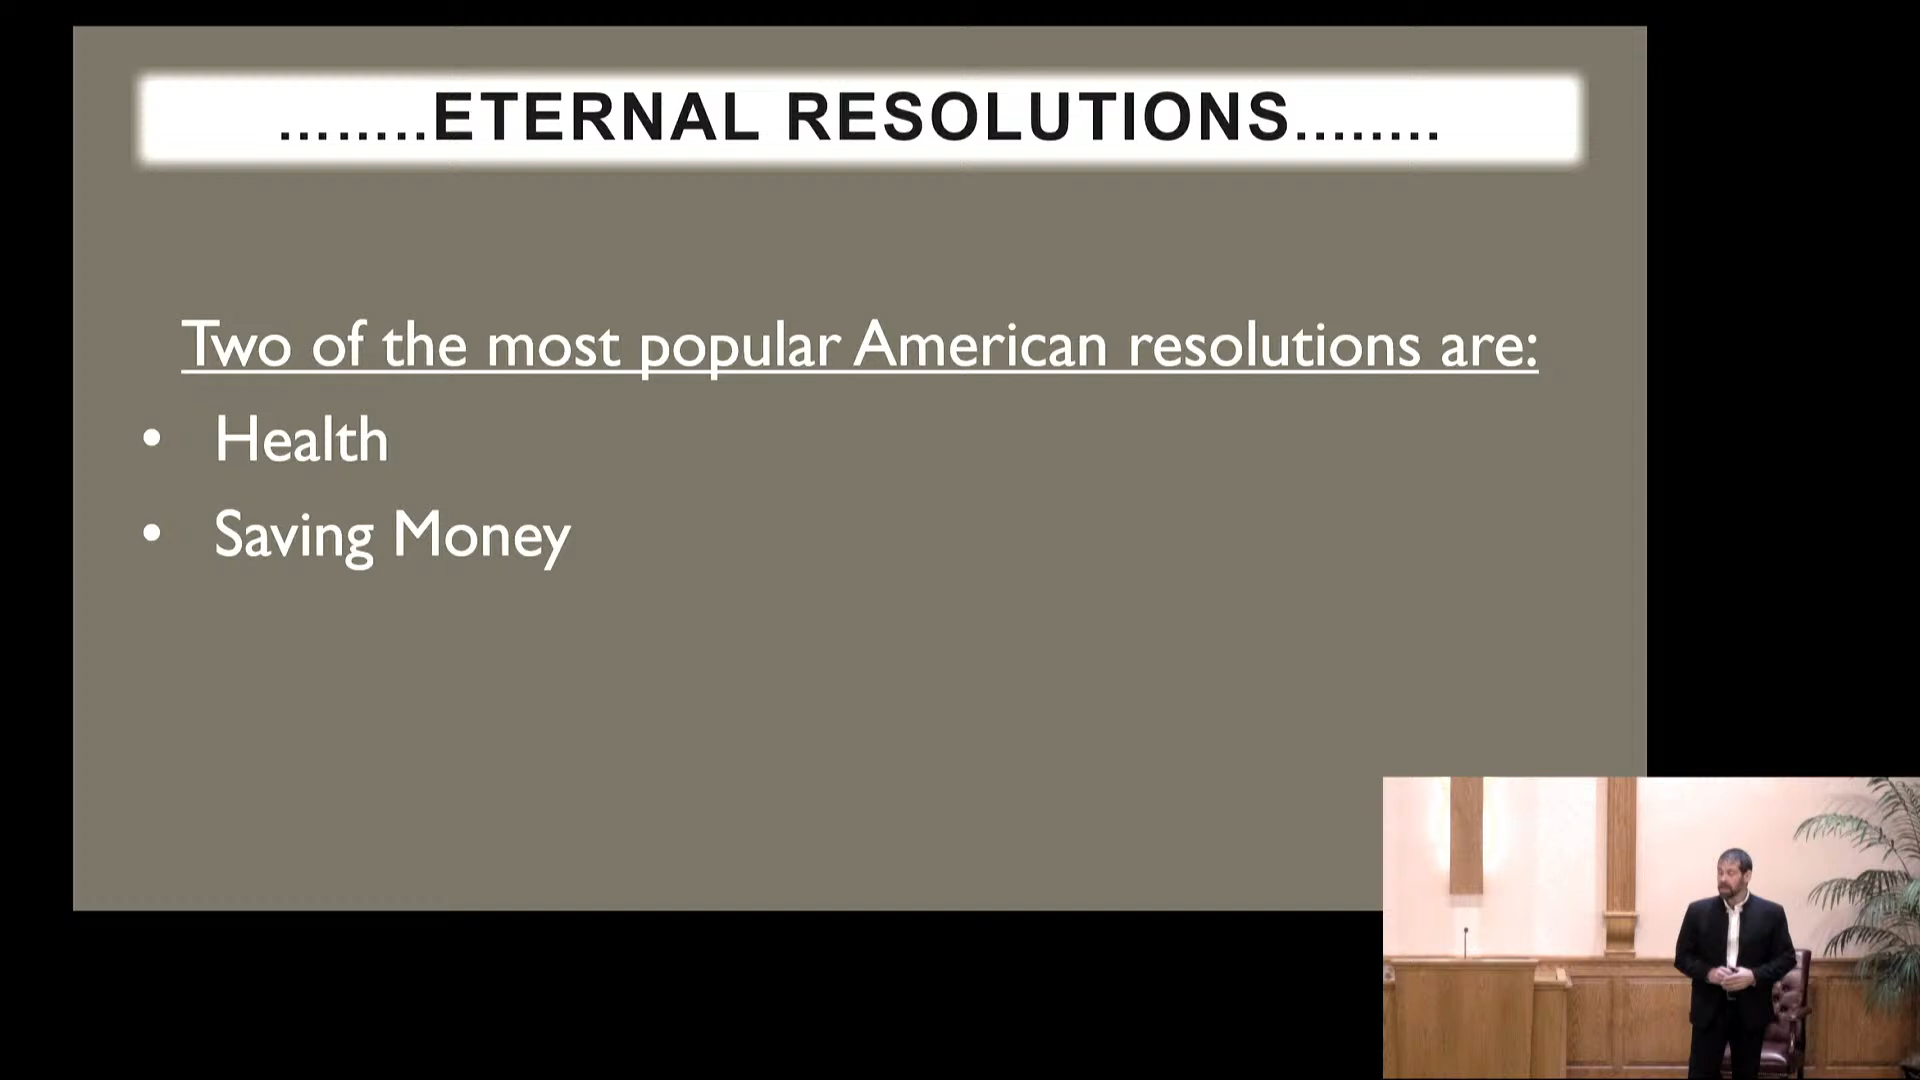 ........ETERNAL RESOLUTIONS........
Two of the most popular American resolutions are:
• Health
• Saving Money